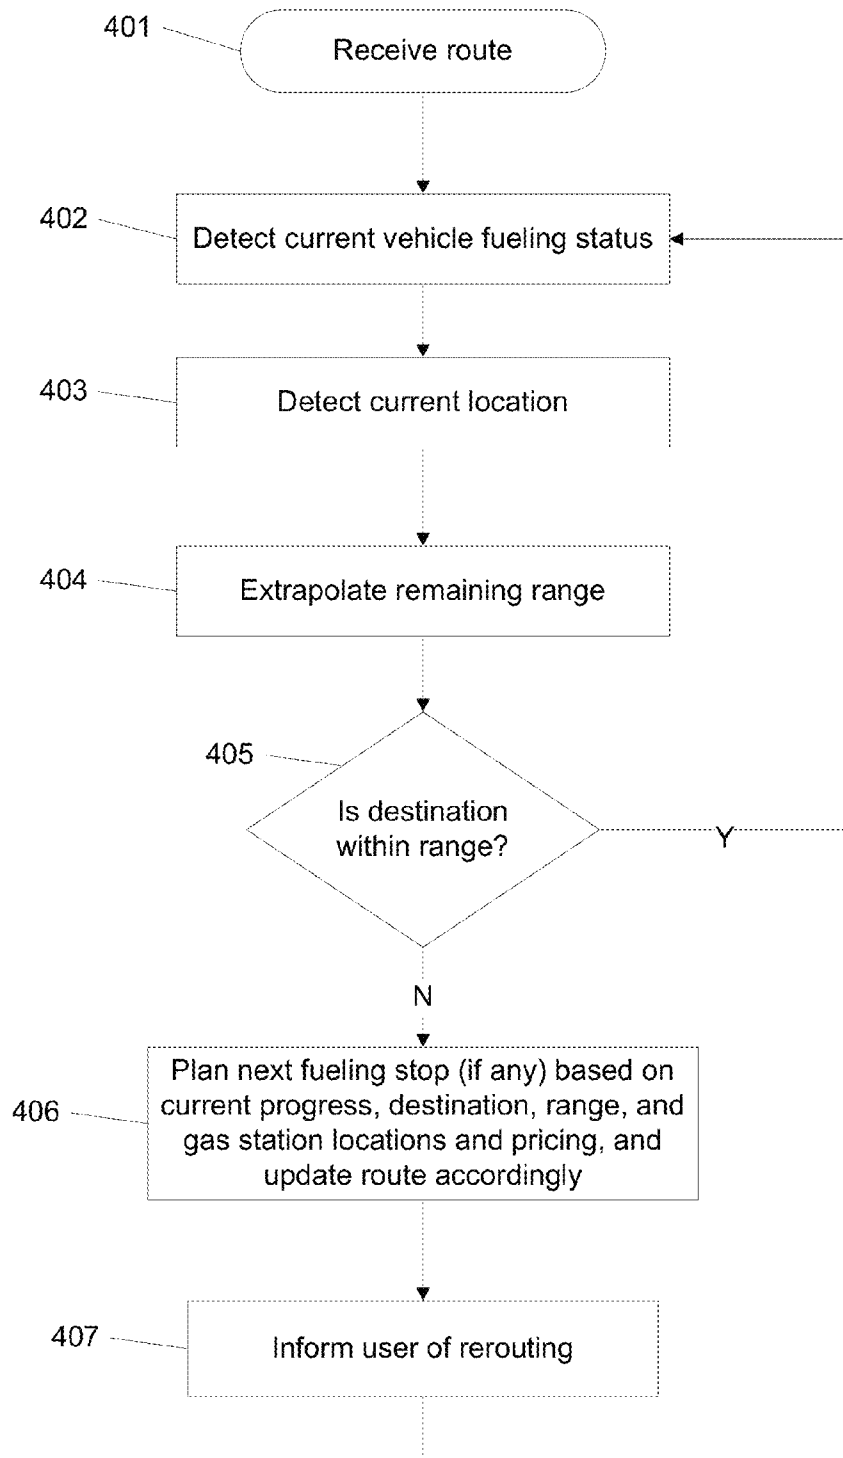 401
Receive route
402
Detect current vehicle fueling status
403
Detect current location
404
Extrapolate remaining range
405
Is destination
within range?
Y
N
406
Plan next fueling stop (if any) based on
current progress, destination, range, and
gas station locations and pricing, and
update route accordingly
407
Inform user of rerouting